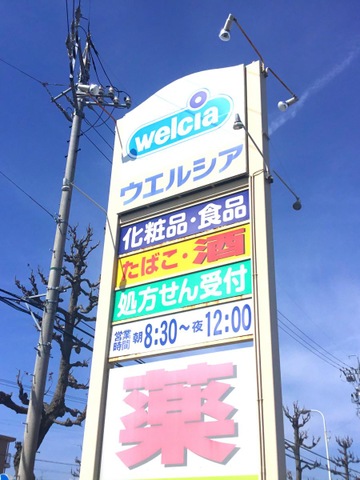 welcia
ウエルシア
化粧品・食品
たばこ・酒
処方せん受付
営業時間 朝8:30～夜12:00
薬